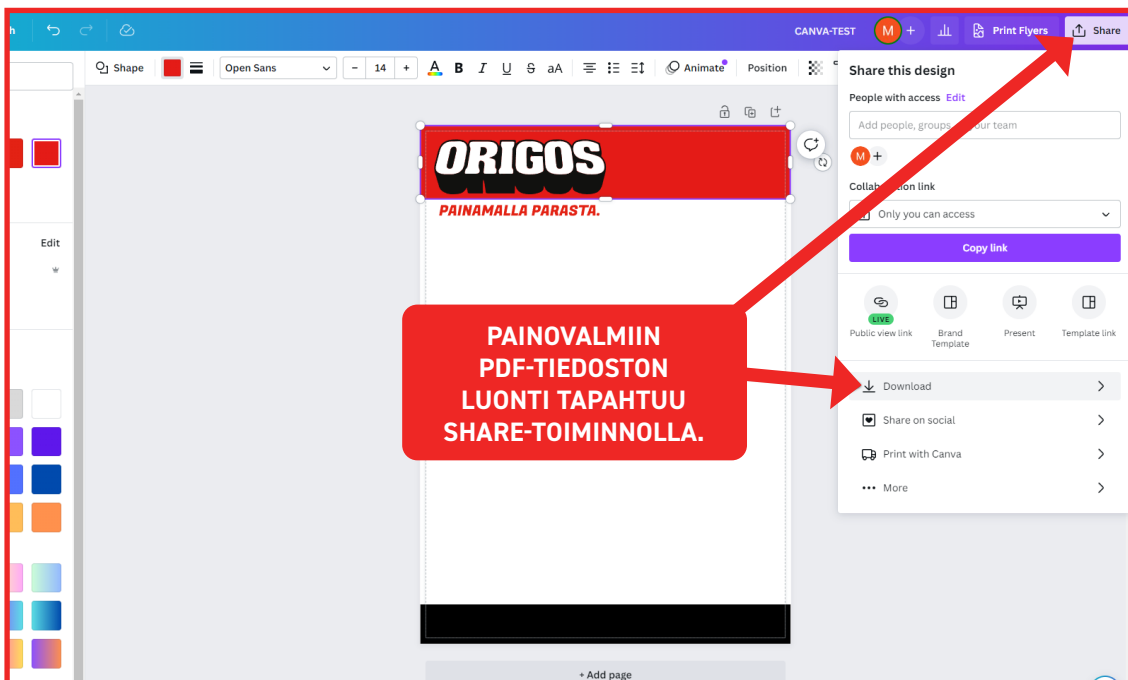 h
CANVA-TEST
M
+
Print Flyers
Share
Shape
Open Sans
- 14 +
A B I U S aA
Animate
Position
Share this design
People with access Edit
Add people, groups, your team
M +
Collaboration link
Only you can access
Copy link
LIVE
Public view link
Brand Template
Present
Template link
Download
Share on social
Print with Canva
More
Edit
ORIGOS
PAINAMALLA PARASTA.
PAINOVALMIIN
PDF-TIEDOSTON
LUONTI TAPAHTUU
SHARE-TOIMINNOLLA.
+ Add page